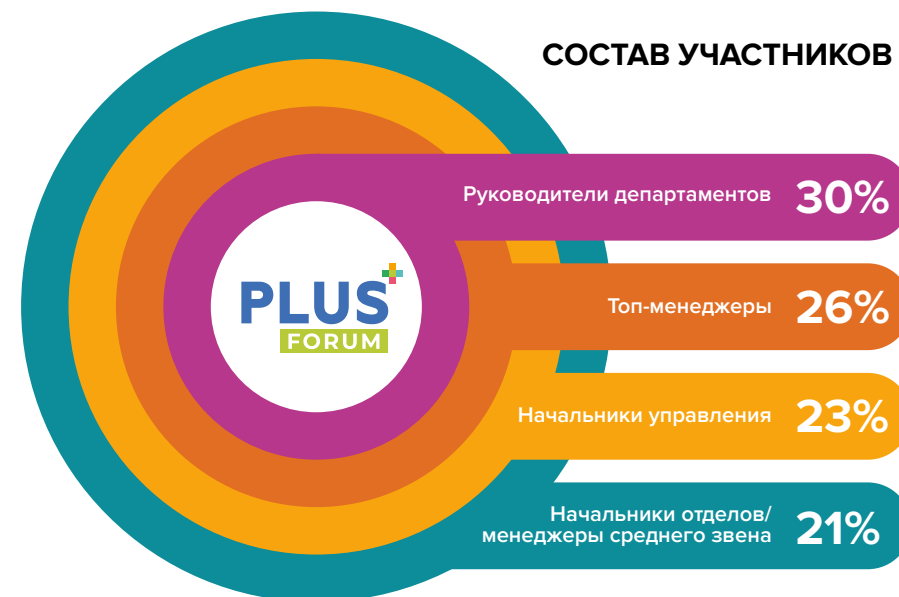 СОСТАВ УЧАСТНИКОВ
Руководители департаментов 30%
PLUS
FORUM
Топ-менеджеры 26%
Начальники управления 23%
Начальники отделов/
менеджеры среднего звена 21%